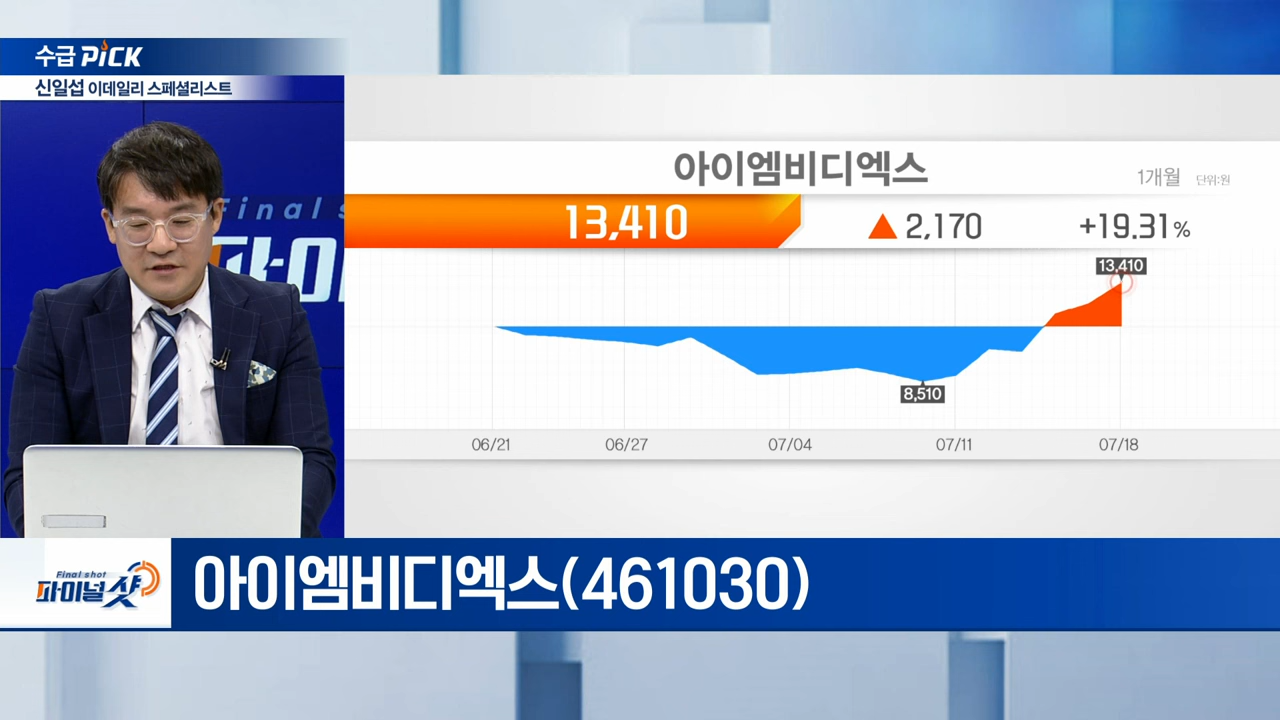 수급 PiCK
신일섭 이데일리 스페셜리스트
Final s
파이
아이엠비디엑스
1개월 단위:원
13,410 ▲ 2,170 +19.31%
13,410
8,510
06/21 06/27 07/04 07/11 07/18
Final shot
파이널샷
아이엠비디엑스(461030)